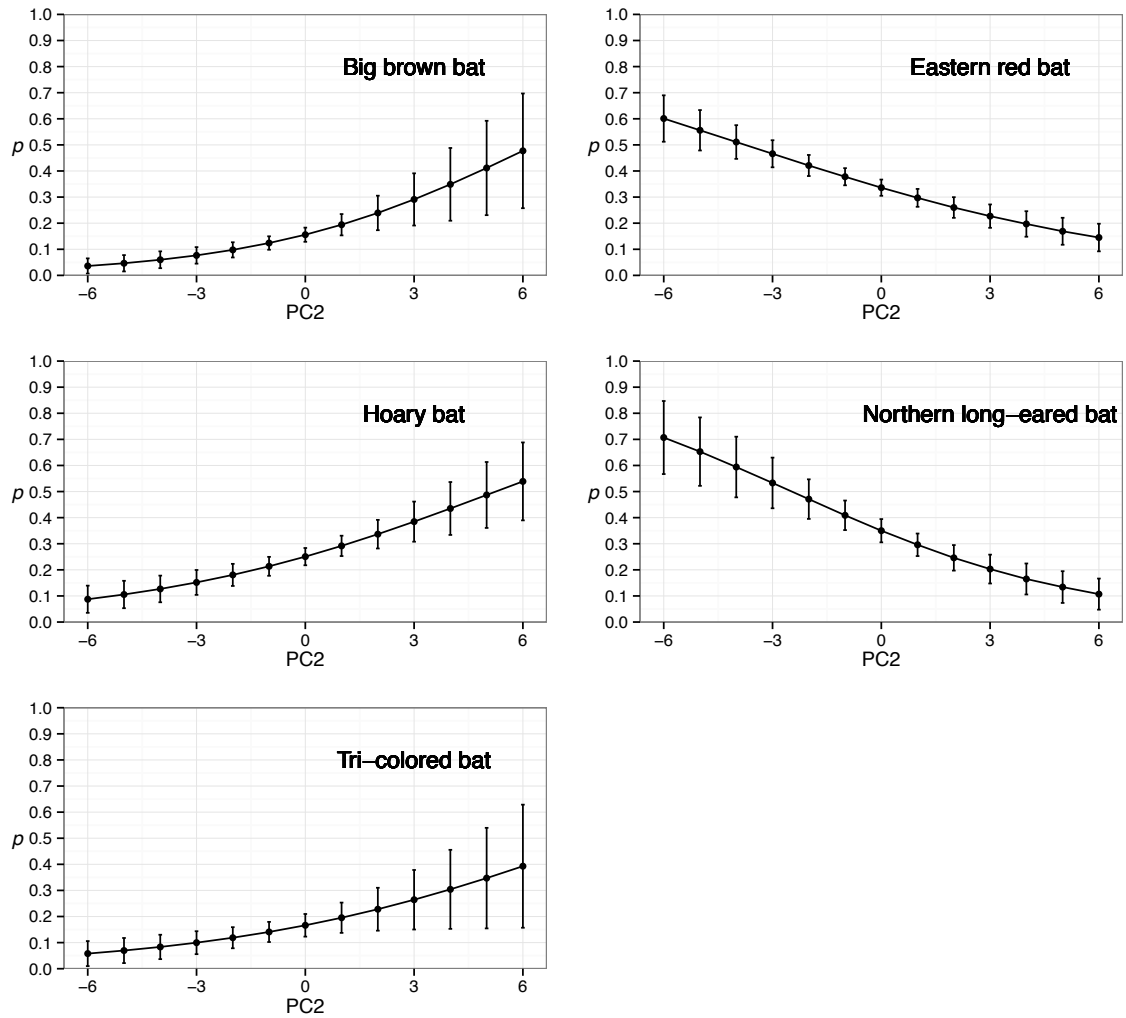 1.0
0.9
0.8
0.7
0.6
0.5
0.4
0.3
0.2
0.1
0.0
p
Big brown bat
−6 −3 0 3 6
PC2
1.0
0.9
0.8
0.7
0.6
0.5
0.4
0.3
0.2
0.1
0.0
p
Eastern red bat
−6 −3 0 3 6
PC2
1.0
0.9
0.8
0.7
0.6
0.5
0.4
0.3
0.2
0.1
0.0
p
Hoary bat
−6 −3 0 3 6
PC2
1.0
0.9
0.8
0.7
0.6
0.5
0.4
0.3
0.2
0.1
0.0
p
Northern long−eared bat
−6 −3 0 3 6
PC2
1.0
0.9
0.8
0.7
0.6
0.5
0.4
0.3
0.2
0.1
0.0
p
Tri−colored bat
−6 −3 0 3 6
PC2